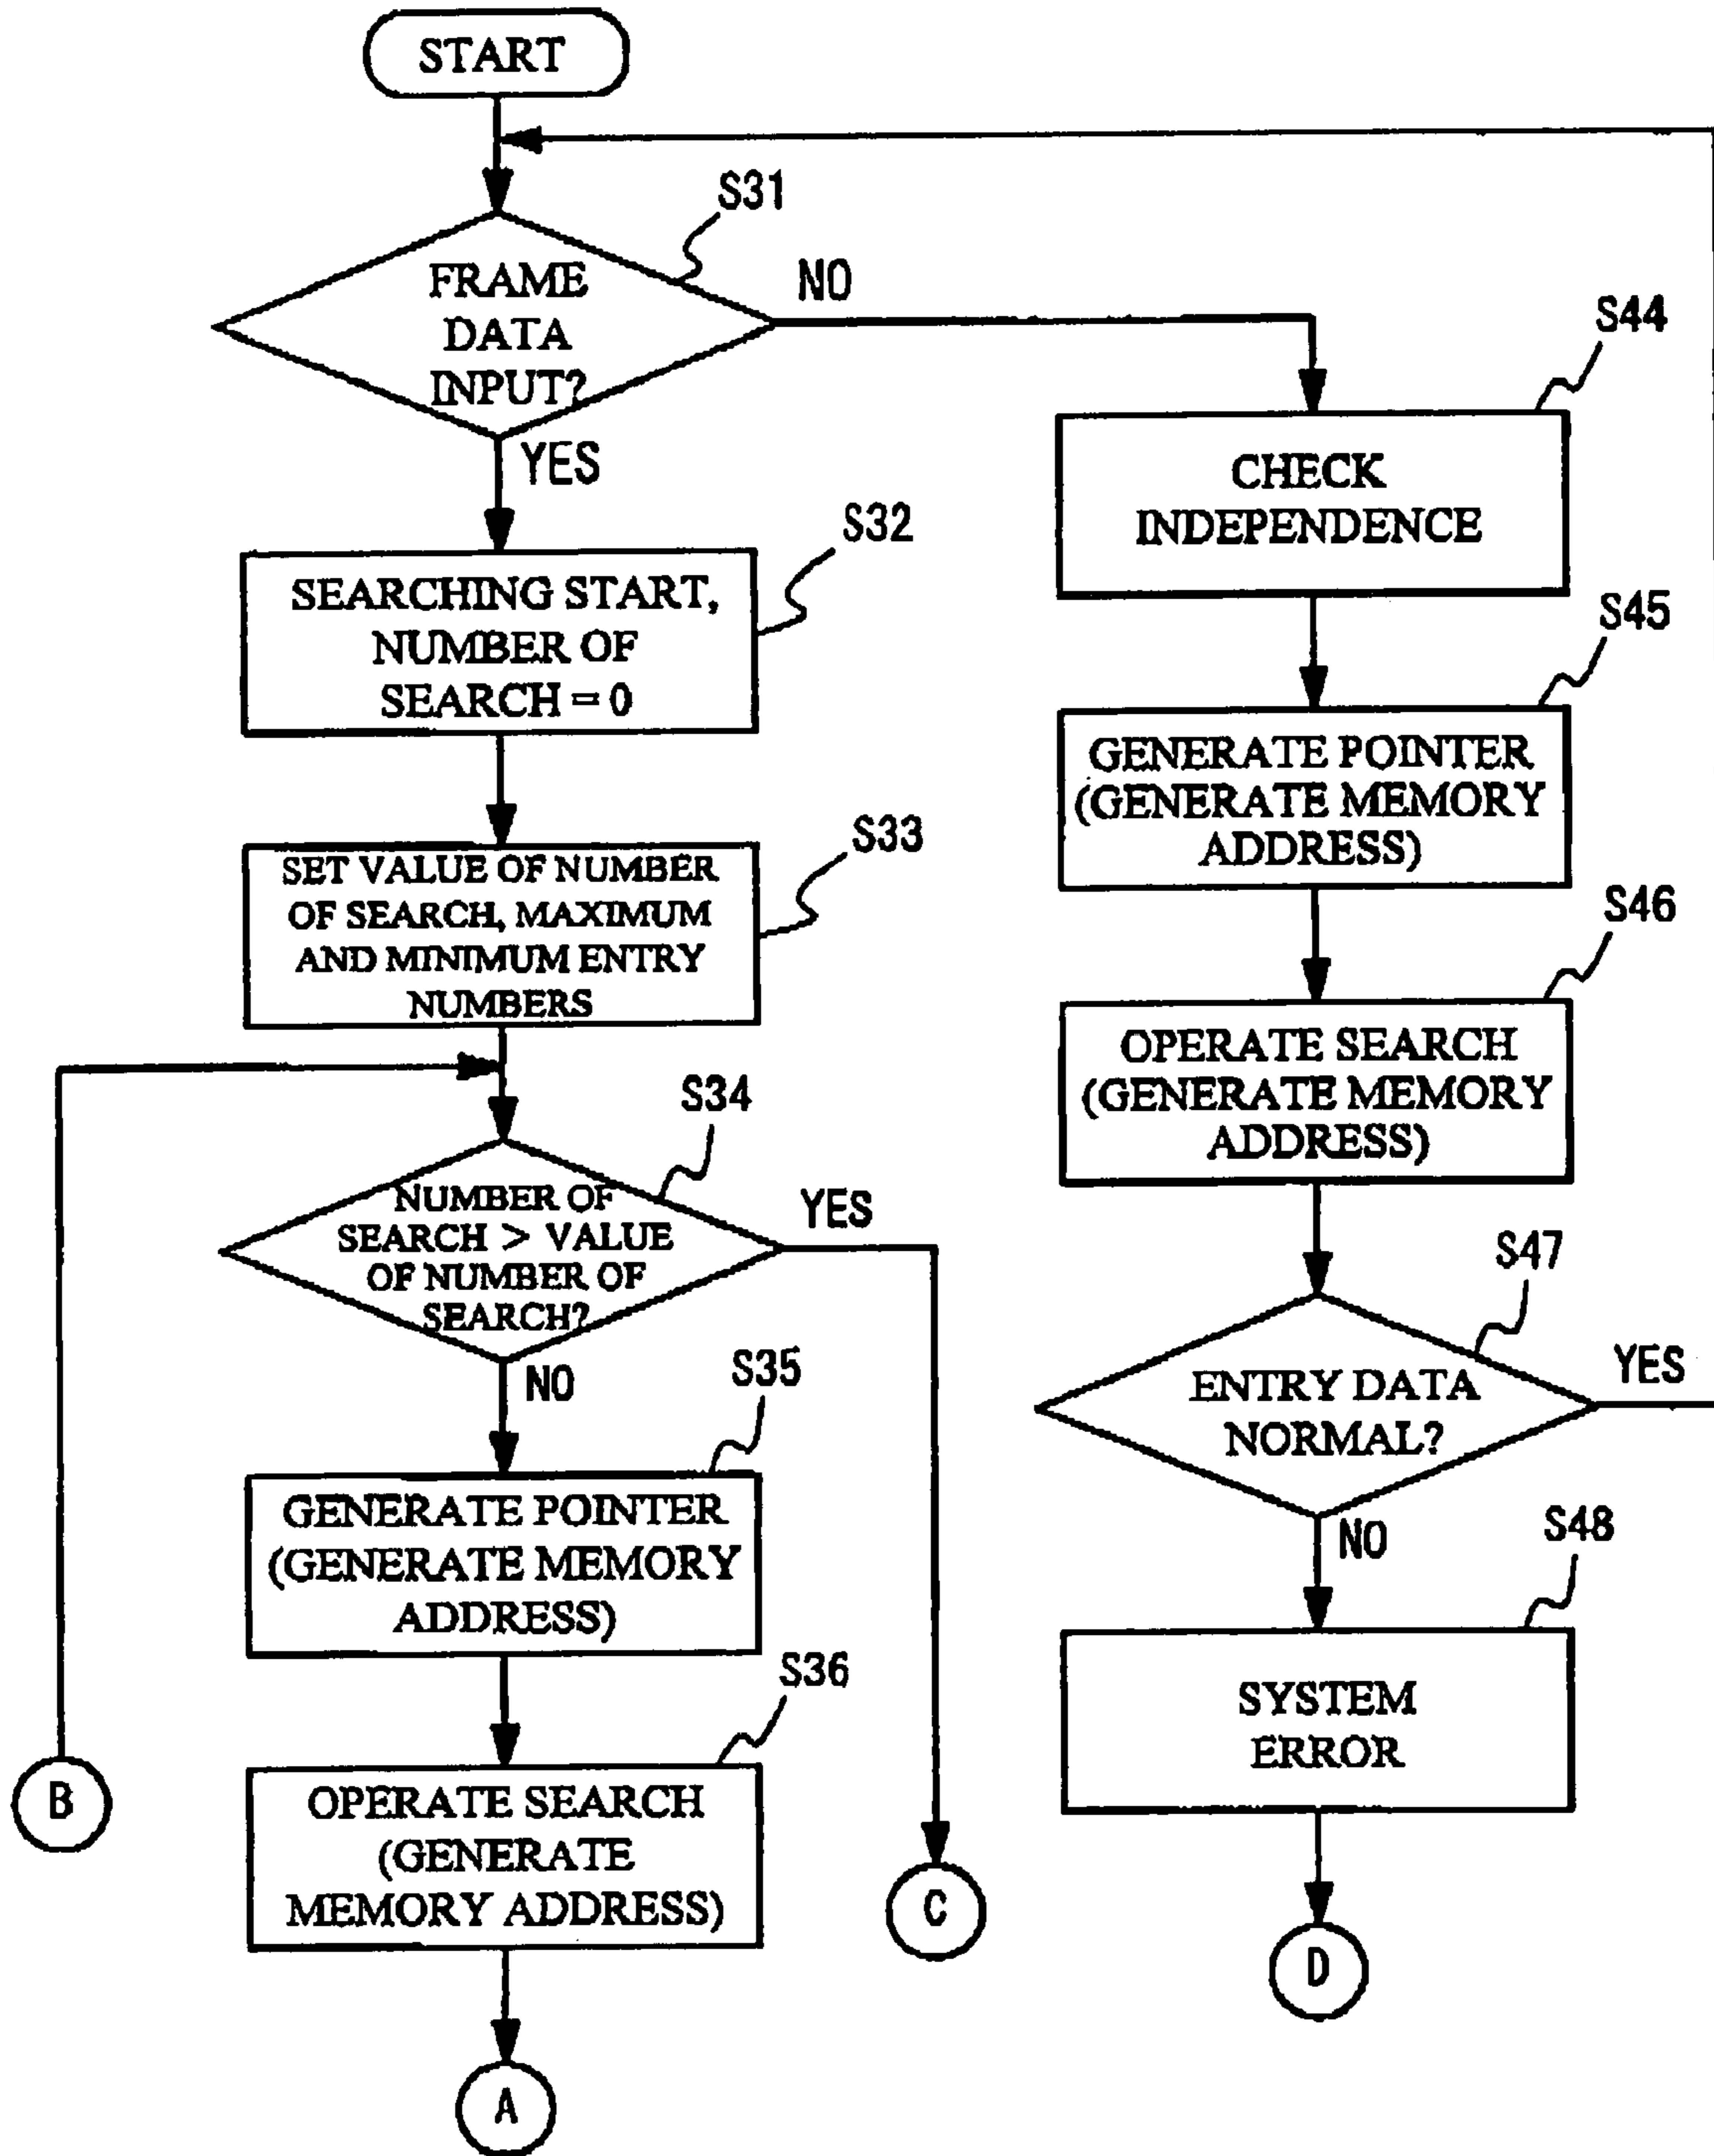 START
S31
FRAME
DATA
INPUT?
NO
YES
S32
SEARCHING START,
NUMBER OF
SEARCH = 0
S33
SET VALUE OF NUMBER
OF SEARCH, MAXIMUM
AND MINIMUM ENTRY
NUMBERS
S34
NUMBER OF
SEARCH > VALUE
OF NUMBER OF
SEARCH?
YES
NO
S35
GENERATE POINTER
(GENERATE MEMORY
ADDRESS)
S36
OPERATE SEARCH
(GENERATE
MEMORY ADDRESS)
B
C
A
S44
CHECK
INDEPENDENCE
S45
GENERATE POINTER
(GENERATE MEMORY
ADDRESS)
S46
OPERATE SEARCH
(GENERATE MEMORY
ADDRESS)
S47
ENTRY DATA
NORMAL?
YES
NO
S48
SYSTEM
ERROR
D